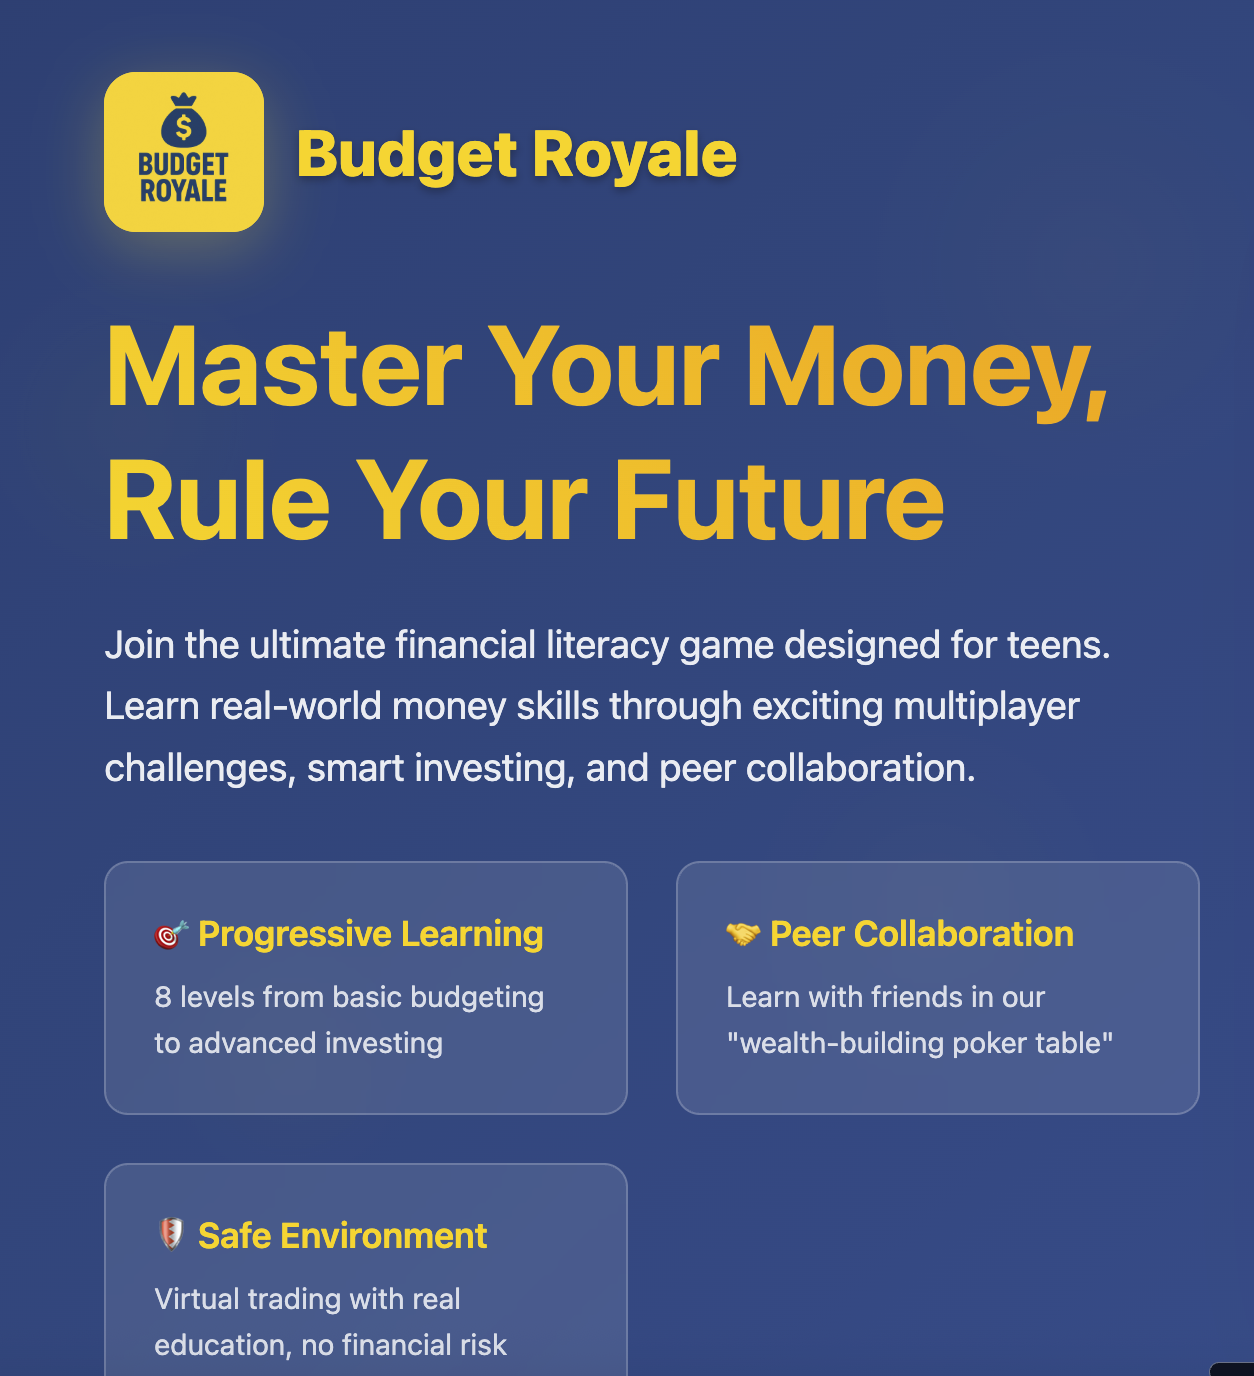 $
BUDGET
ROYALE
Budget Royale
Master Your Money,
Rule Your Future
Join the ultimate financial literacy game designed for teens.
Learn real-world money skills through exciting multiplayer
challenges, smart investing, and peer collaboration.
🎯 Progressive Learning
8 levels from basic budgeting
to advanced investing
🤝 Peer Collaboration
Learn with friends in our
"wealth-building poker table"
🛡️ Safe Environment
Virtual trading with real
education, no financial risk